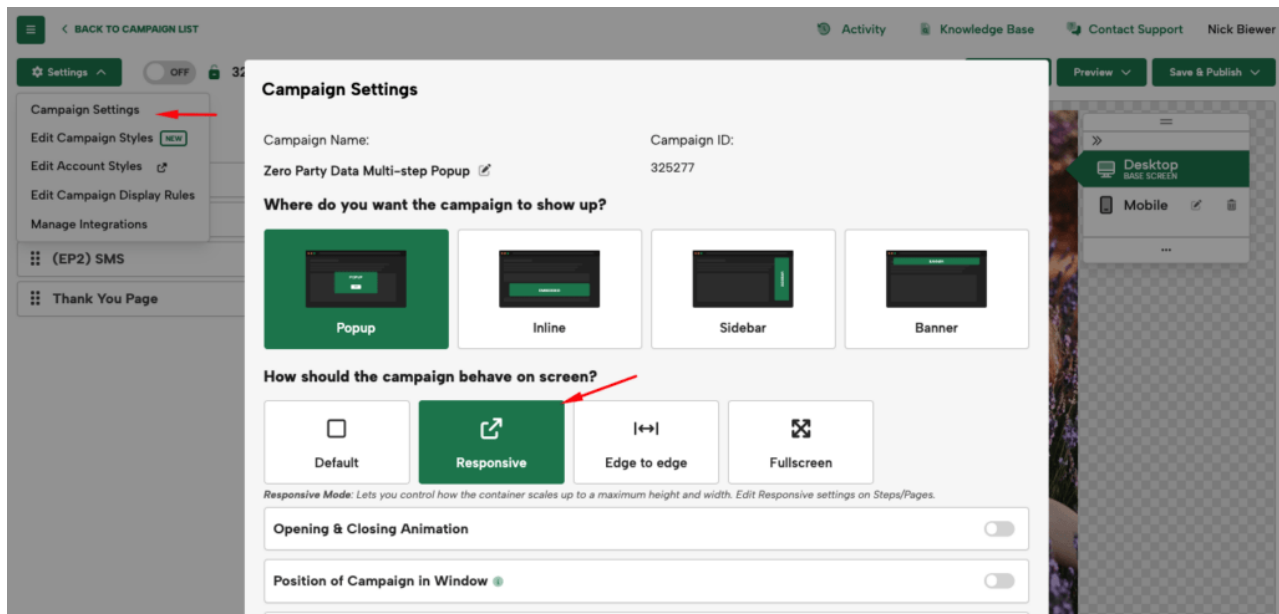 BACK TO CAMPAIGN LIST
Activity
Knowledge Base
Contact Support
Nick Biewer
Settings
OFF
32
Preview
Save & Publish
Campaign Settings
Edit Campaign Styles NEW
Edit Account Styles
Edit Campaign Display Rules
Manage Integrations
(EP2) SMS
Thank You Page
Campaign Settings
Campaign Name:
Campaign ID:
Zero Party Data Multi-step Popup
325277
Where do you want the campaign to show up?
POPUP
BANNER
Popup
Inline
Sidebar
Banner
How should the campaign behave on screen?
Default
Responsive
Edge to edge
Fullscreen
Responsive Mode: Lets you control how the container scales up to a maximum height and width. Edit Responsive settings on Steps/Pages.
Opening & Closing Animation
Position of Campaign in Window
Desktop
BASE SCREEN
Mobile